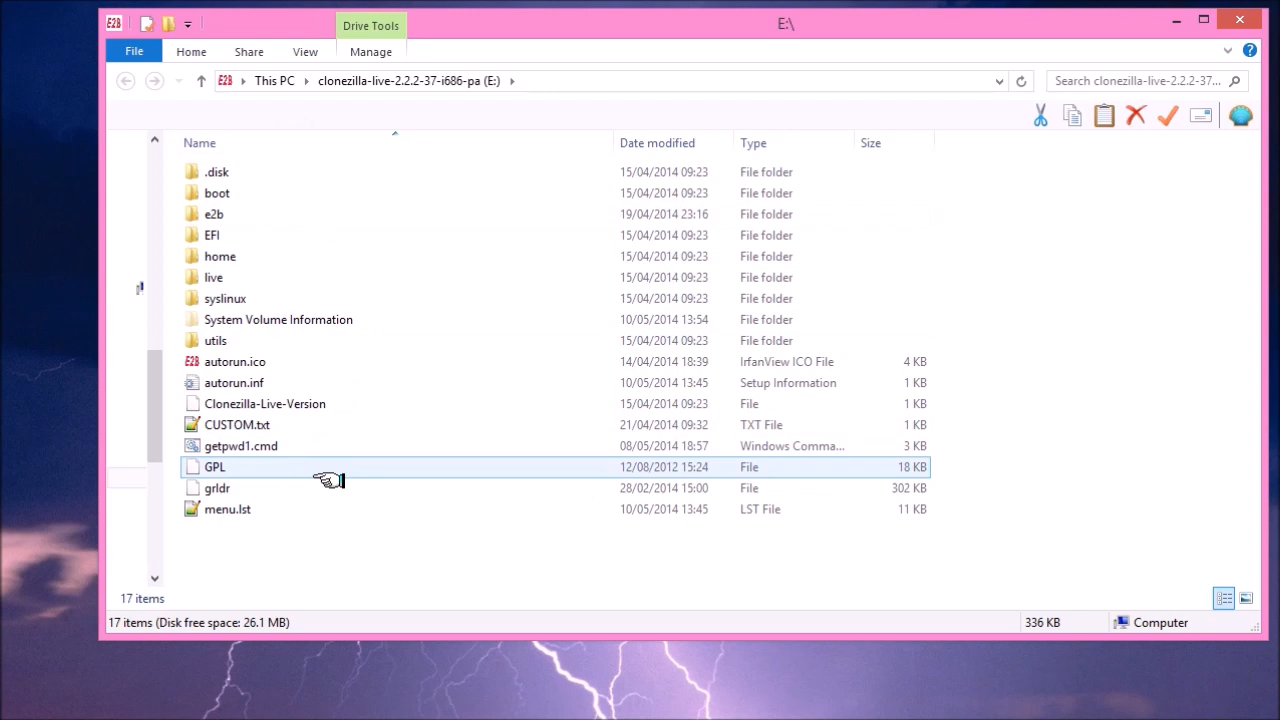 E2B Drive Tools E:\
File Home Share View Manage
E2B This PC clonezilla-live-2.2.2-37-i686-pa (E:) Search clonezilla-live-2.2.2-37...
Name Date modified Type Size
.disk 15/04/2014 09:23 File folder
boot 15/04/2014 09:23 File folder
e2b 19/04/2014 23:16 File folder
EFI 15/04/2014 09:23 File folder
home 15/04/2014 09:23 File folder
live 15/04/2014 09:23 File folder
syslinux 15/04/2014 09:23 File folder
System Volume Information 10/05/2014 13:54 File folder
utils 15/04/2014 09:23 File folder
E2B autorun.ico 14/04/2014 18:39 IrfanView ICO File 4 KB
autorun.inf 10/05/2014 13:45 Setup Information 1 KB
Clonezilla-Live-Version 15/04/2014 09:23 File 1 KB
CUSTOM.txt 21/04/2014 09:32 TXT File 1 KB
getpwd1.cmd 08/05/2014 18:57 Windows Comma... 3 KB
GPL 12/08/2012 15:24 File 18 KB
grldr 28/02/2014 15:00 File 302 KB
menu.lst 10/05/2014 13:45 LST File 11 KB
17 items
17 items (Disk free space: 26.1 MB) 336 KB Computer